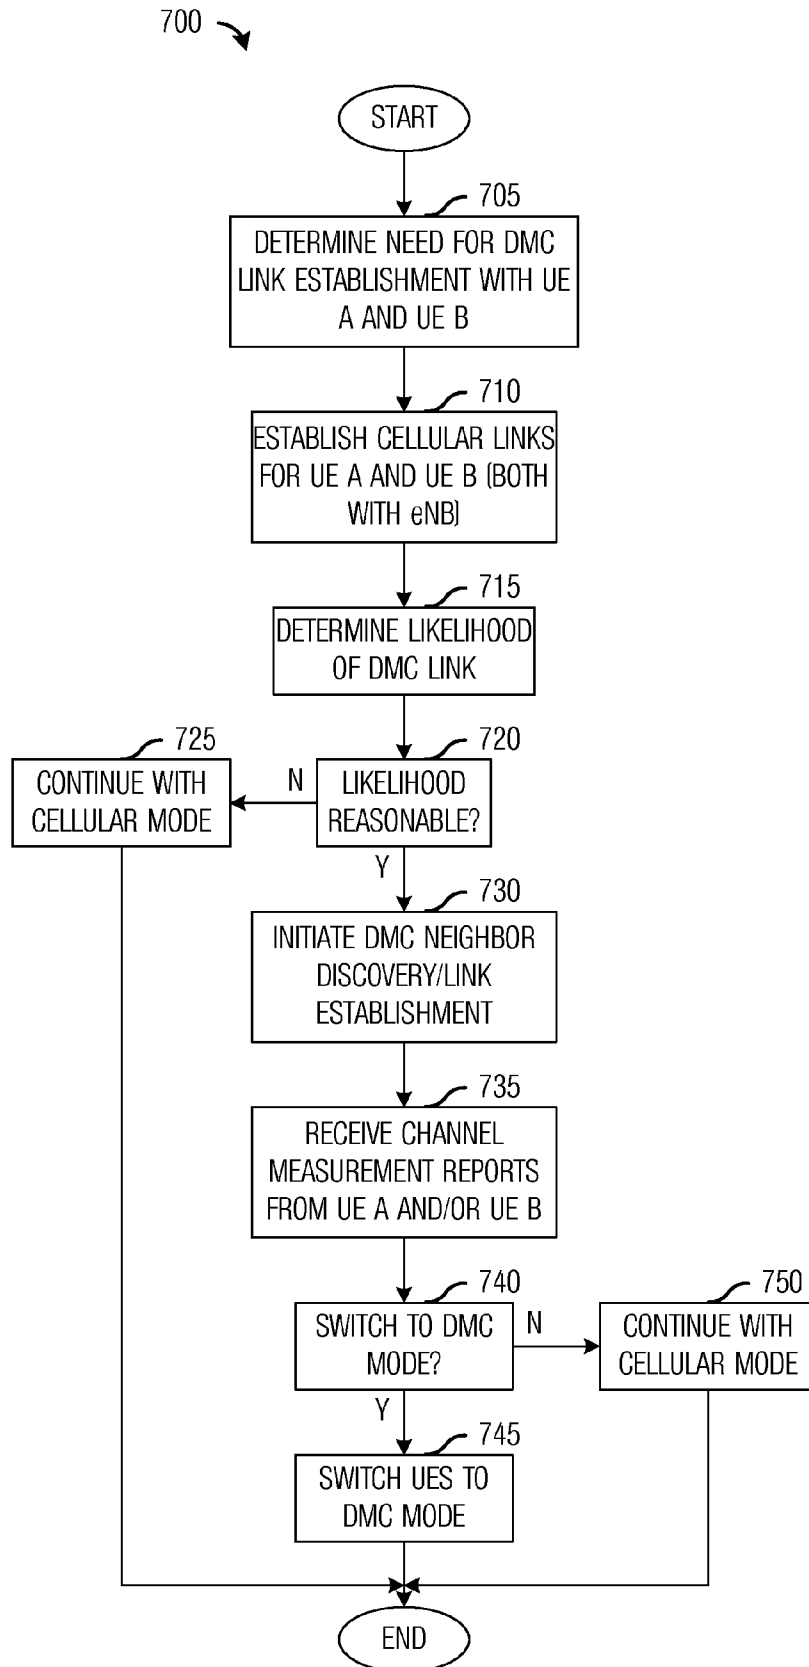 700
START
705
DETERMINE NEED FOR DMC
LINK ESTABLISHMENT WITH UE
A AND UE B
710
ESTABLISH CELLULAR LINKS
FOR UE A AND UE B (BOTH
WITH eNB)
715
DETERMINE LIKELIHOOD
OF DMC LINK
725
CONTINUE WITH
CELLULAR MODE
N
720
LIKELIHOOD
REASONABLE?
Y
730
INITIATE DMC NEIGHBOR
DISCOVERY/LINK
ESTABLISHMENT
735
RECEIVE CHANNEL
MEASUREMENT REPORTS
FROM UE A AND/OR UE B
740
SWITCH TO DMC
MODE?
N
750
CONTINUE WITH
CELLULAR MODE
Y
745
SWITCH UES TO
DMC MODE
END